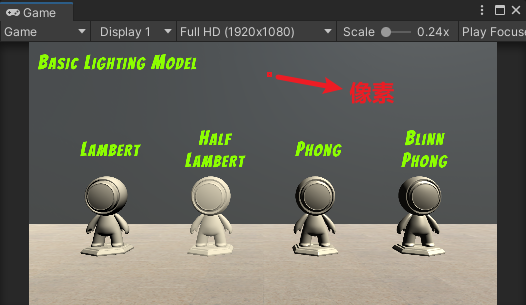 Game
Game Display 1 Full HD (1920x1080) Scale 0.24x Play Focus
Basic Lighting Model
像素
Lambert
Half
Lambert
Phong
Blinn
Phong